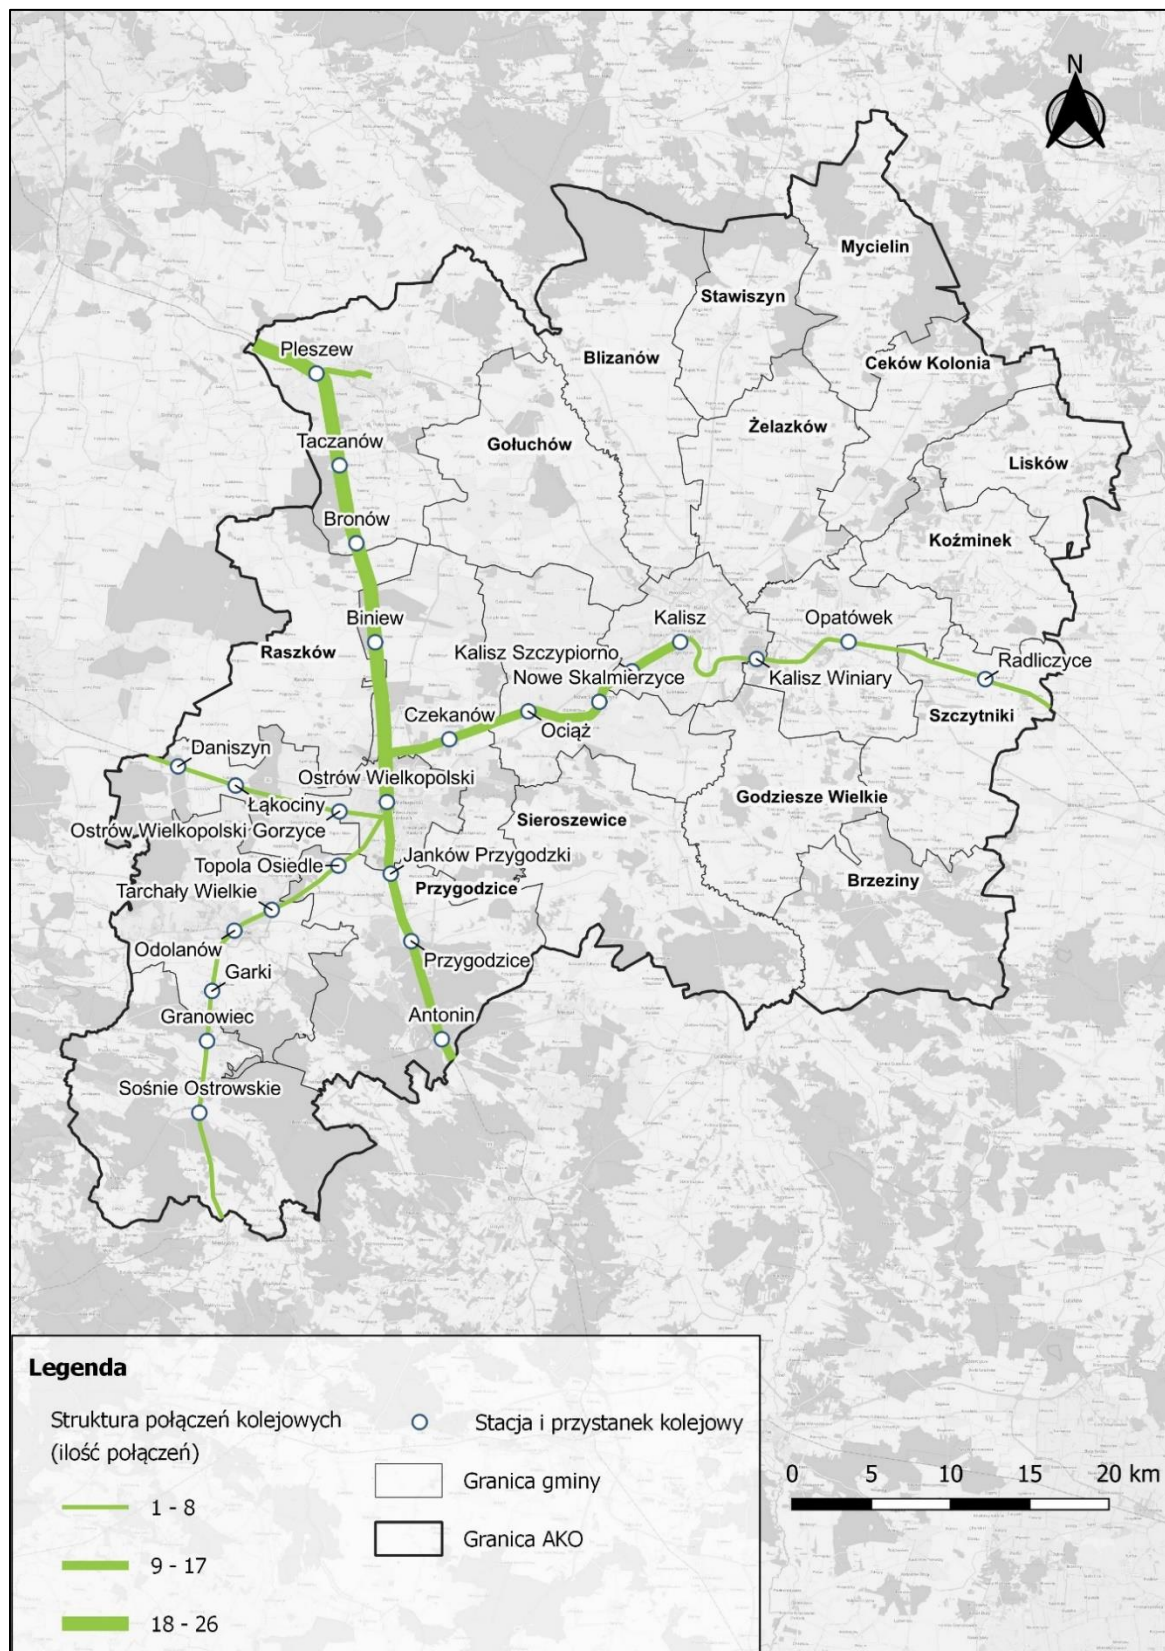 N
Mycielin
Stawiszyn
Pleszew
Blizanów
Ceków Kolonia
Żelazków
Gołuchów
Taczanów
Lisków
Bronów
Koźminek
Biniew
Kalisz
Opatówek
Raszków
Kalisz Szczypiorno
Radliczyce
Nowe Skalmierzyce
Kalisz Winiary
Czekanów
Szczytniki
Ociąż
Daniszyn
Ostrów Wielkopolski
Godziesze Wielkie
Łąkociny
Sieroszewice
Ostrów Wielkopolski Gorzyce
Janków Przygodzki
Topola Osiedle
Przygodzice
Brzeziny
Tarchały Wielkie
Odolanów
Przygodzice
Garki
Granowiec
Antonin
Sośnie Ostrowskie
Legenda
Struktura połączeń kolejowych
(ilość połączeń)
1 - 8
9 - 17
18 - 26
Stacja i przystanek kolejowy
Granica gminy
Granica AKO
0 5 10 15 20 km